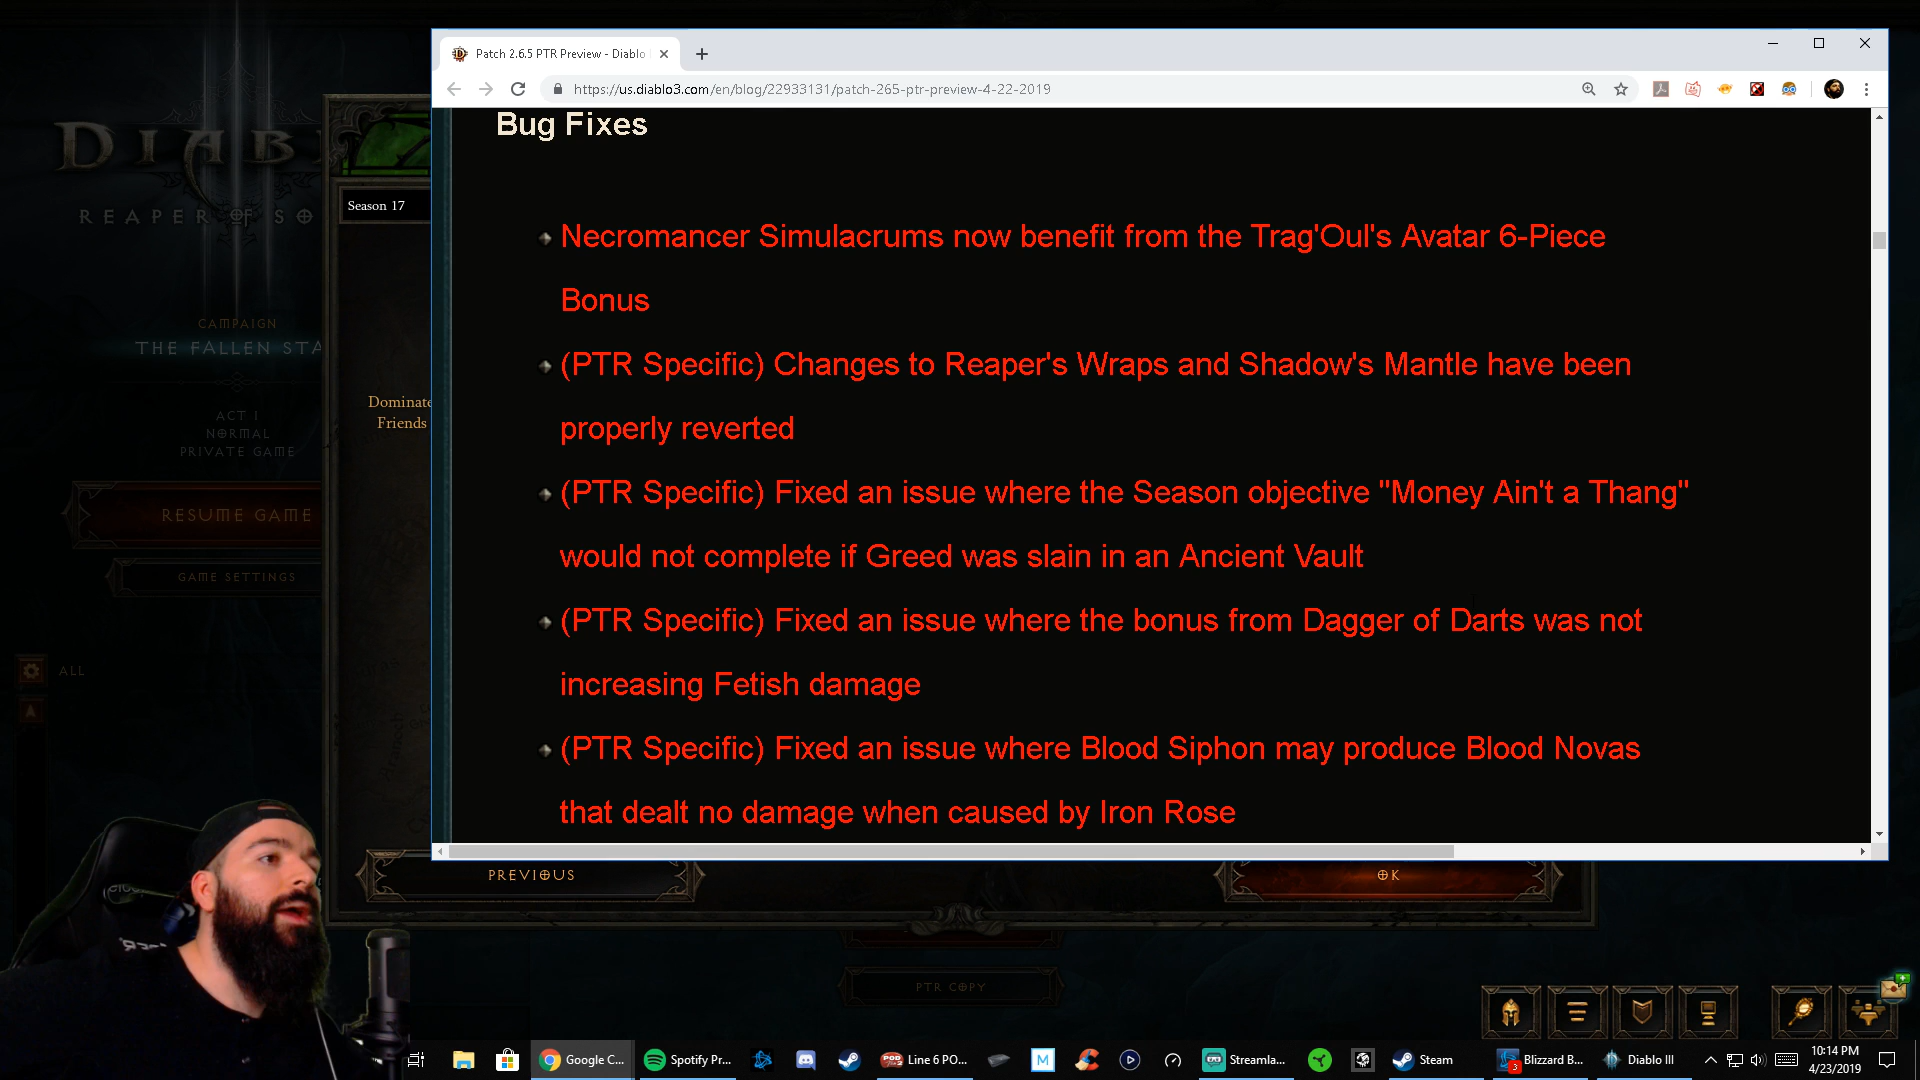 Patch 2.6.5 PTR Preview - Diablo
https://us.diablo3.com/en/blog/22933131/patch-265-ptr-preview-4-22-2019
Bug Fixes
Necromancer Simulacrums now benefit from the Trag'Oul's Avatar 6-Piece
Bonus
(PTR Specific) Changes to Reaper's Wraps and Shadow's Mantle have been
properly reverted
(PTR Specific) Fixed an issue where the Season objective "Money Ain't a Thang"
would not complete if Greed was slain in an Ancient Vault
(PTR Specific) Fixed an issue where the bonus from Dagger of Darts was not
increasing Fetish damage
(PTR Specific) Fixed an issue where Blood Siphon may produce Blood Novas
that dealt no damage when caused by Iron Rose
DIAB
REAPER OF SO
Season 17
CAMPAIGN
THE FALLEN STA
ACT I
NORMAL
PRIVATE GAME
RESUME GAME
GAME SETTINGS
Dominate
Friends
ALL
PREVIOUS
OK
PTR COPY
Google C...
Spotify Pr...
Line 6 PO...
M
Streamla...
Steam
3
Blizzard B...
Diablo III
10:14 PM
4/23/2019